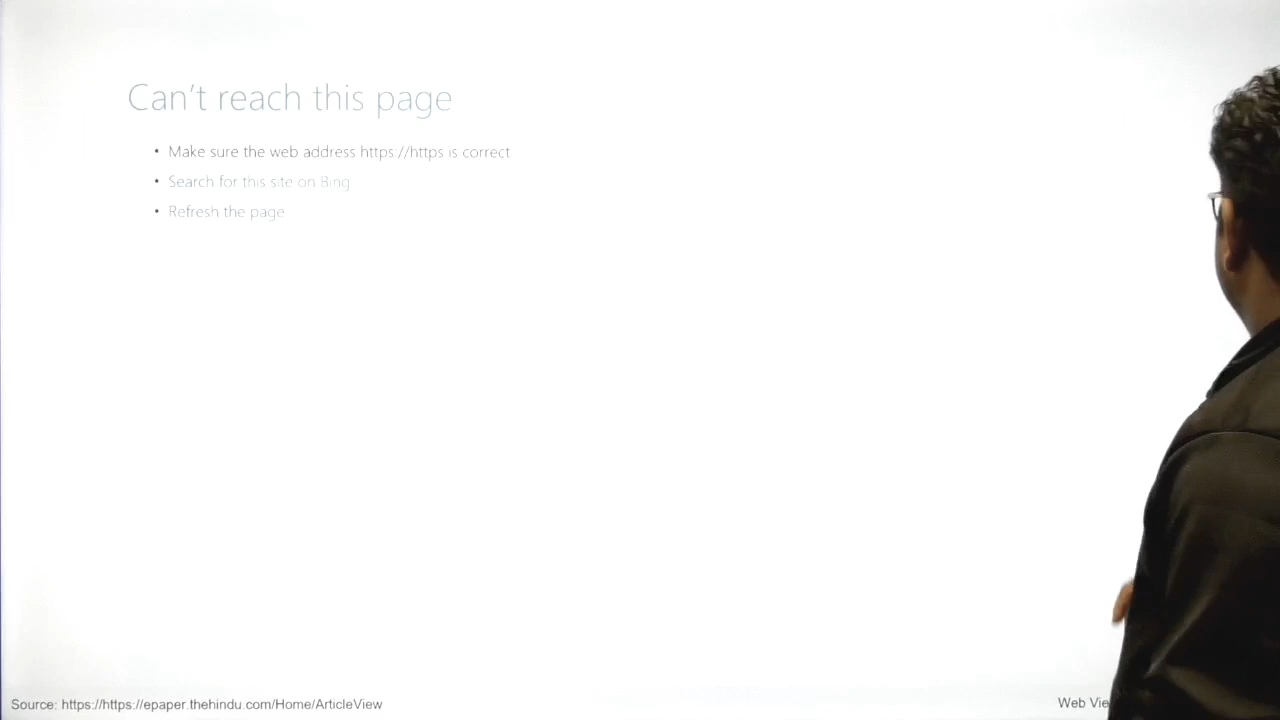 Can't reach this page
• Make sure the web address https://https is correct
• Search for this site on Bing
• Refresh the page
Source: https://https://epaper.thehindu.com/Home/ArticleView
Web Vie